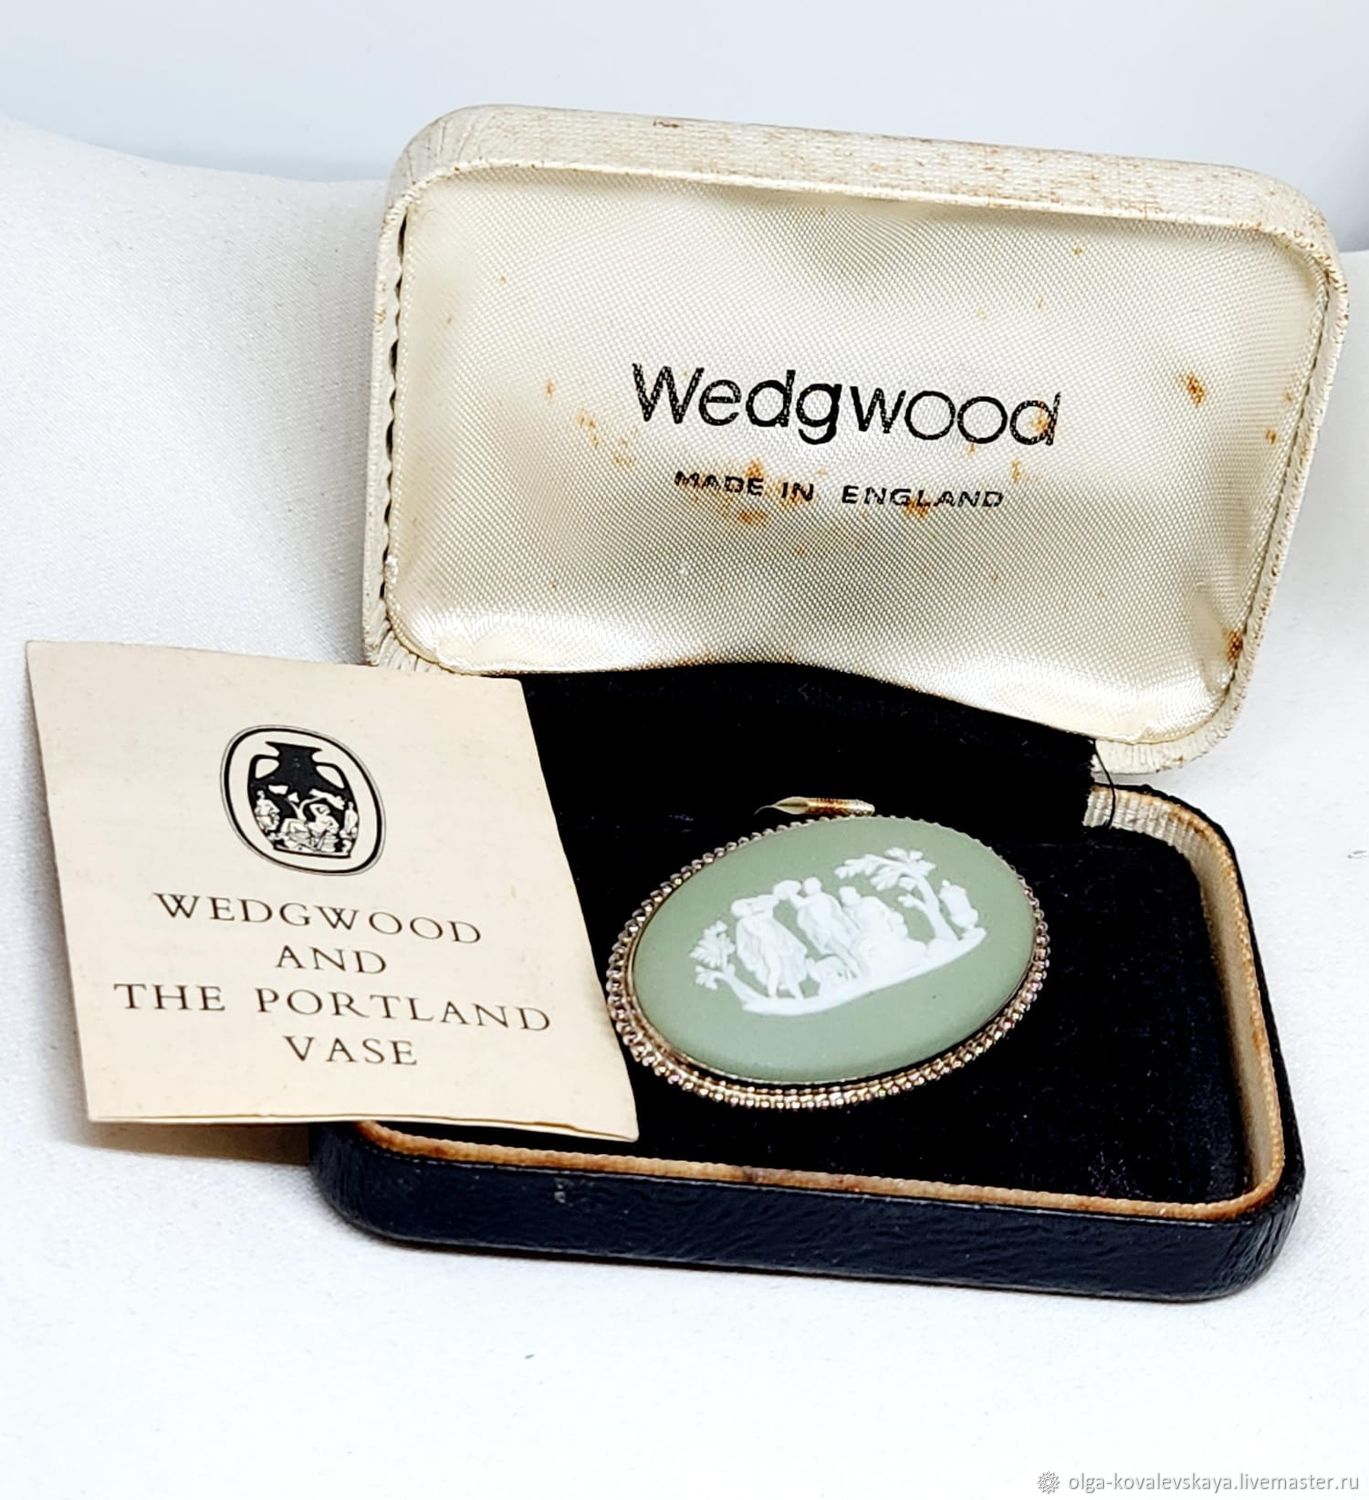 Wedgwood
MADE IN ENGLAND
WEDGWOOD
AND
THE PORTLAND
VASE
olga-kovalevskaya.livemaster.ru